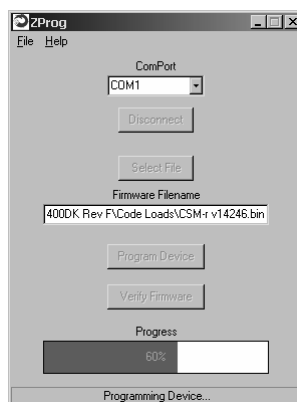 ZProg
File Help
ComPort
COM1
Disconnect
Select File
Firmware Filename
400DK Rev F\Code Loads\CSM-r v14246.bin
Program Device
Verify Firmware
Progress
60%
Programming Device...